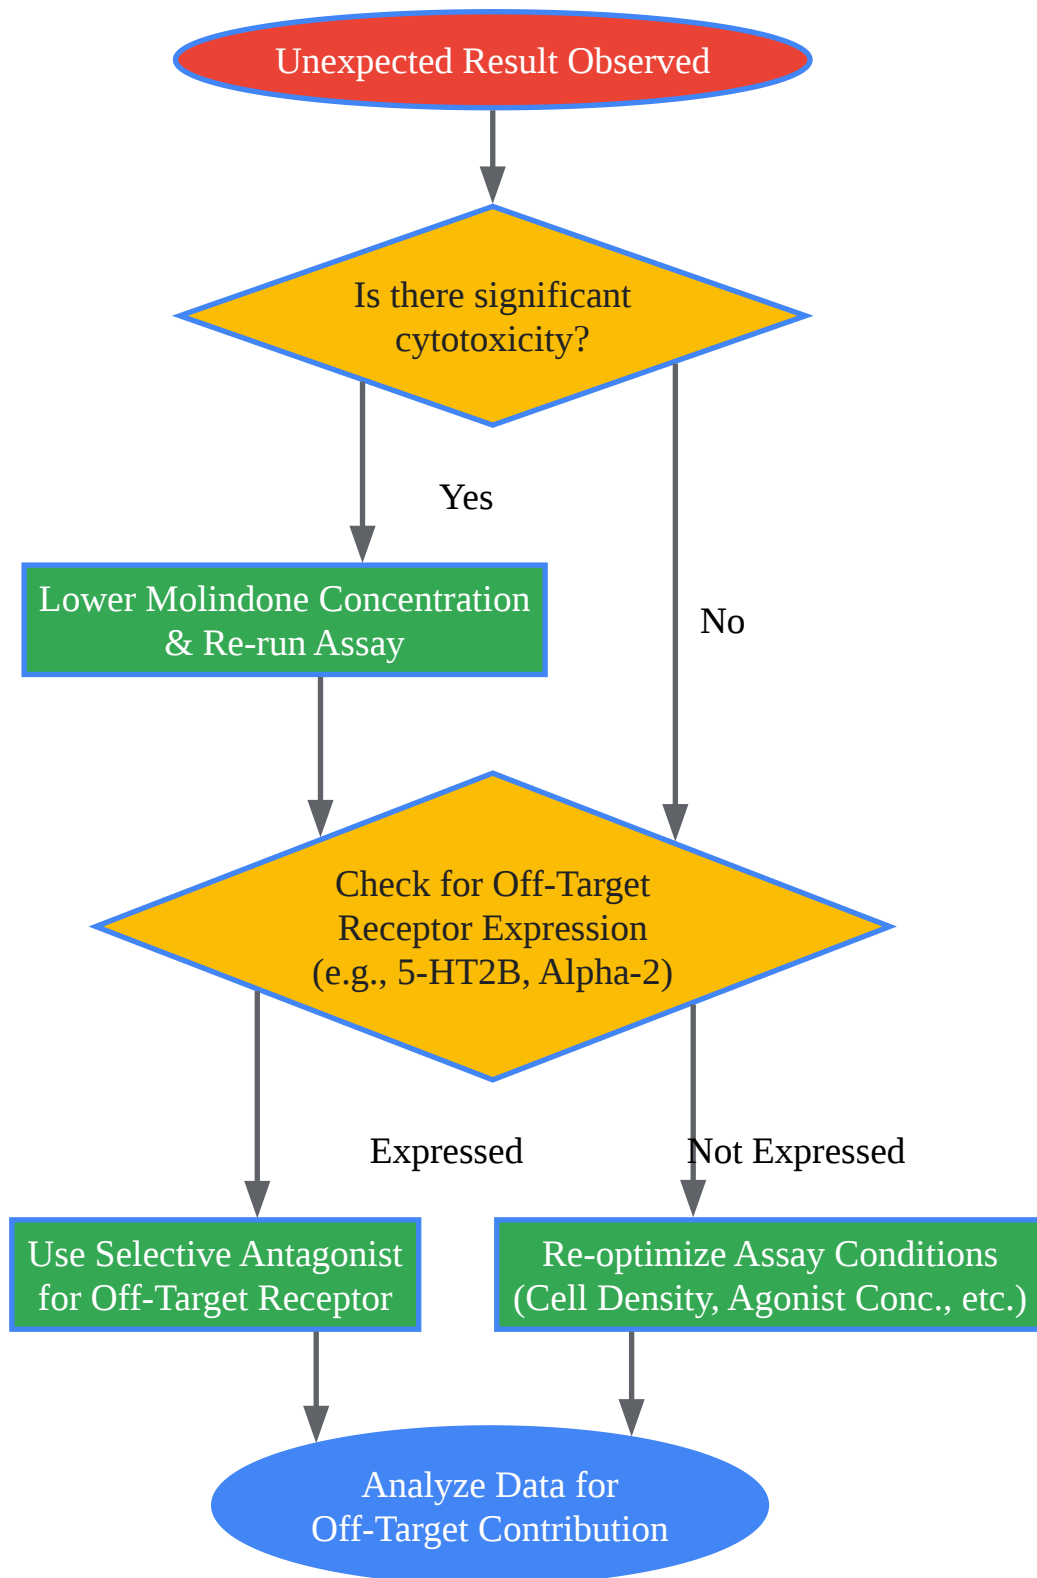 Unexpected Result Observed
Is there significant
cytotoxicity?
Yes
Lower Molindone Concentration
& Re-run Assay
No
Check for Off-Target
Receptor Expression
(e.g., 5-HT2B, Alpha-2)
Expressed
Not Expressed
Use Selective Antagonist
for Off-Target Receptor
Re-optimize Assay Conditions
(Cell Density, Agonist Conc., etc.)
Analyze Data for
Off-Target Contribution